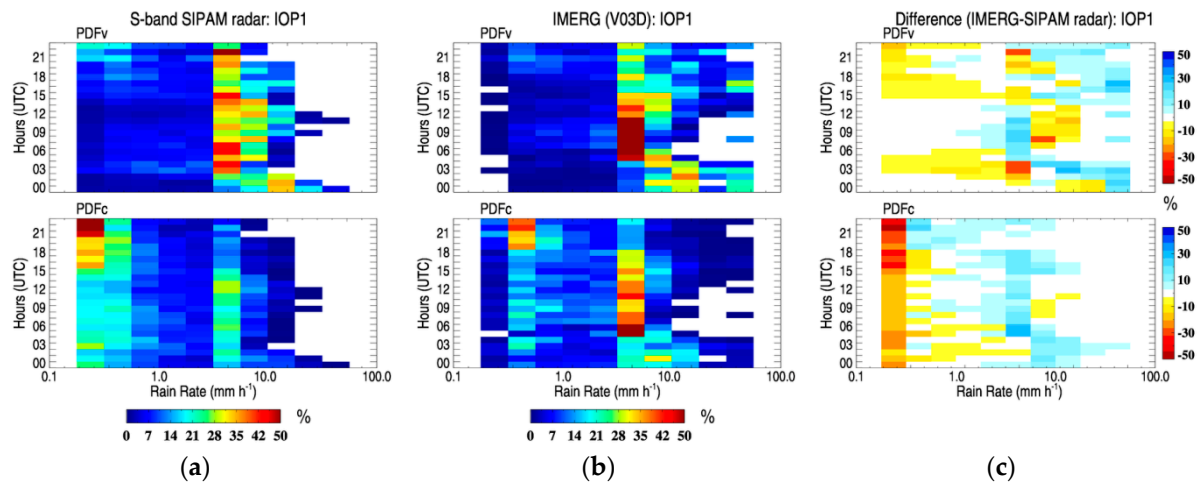 S-band SIPAM radar: IOP1
PDFv
Hours (UTC)
21
18
15
12
09
06
03
00
PDFc
Hours (UTC)
21
18
15
12
09
06
03
00
0.1 1.0 10.0 100.0
Rain Rate (mm h⁻¹)
%
0 7 14 21 28 35 42 50
(a)
IMERG (V03D): IOP1
PDFv
Hours (UTC)
21
18
15
12
09
06
03
00
PDFc
Hours (UTC)
21
18
15
12
09
06
03
00
0.1 1.0 10.0 100.0
Rain Rate (mm h⁻¹)
%
0 7 14 21 28 35 42 50
(b)
Difference (IMERG-SIPAM radar): IOP1
PDFv
Hours (UTC)
21
18
15
12
09
06
03
00
50
30
10
-10
-30
-50
%
PDFc
Hours (UTC)
21
18
15
12
09
06
03
00
50
30
10
-10
-30
-50
0.1 1.0 10.0 100.0
Rain Rate (mm h⁻¹)
(c)